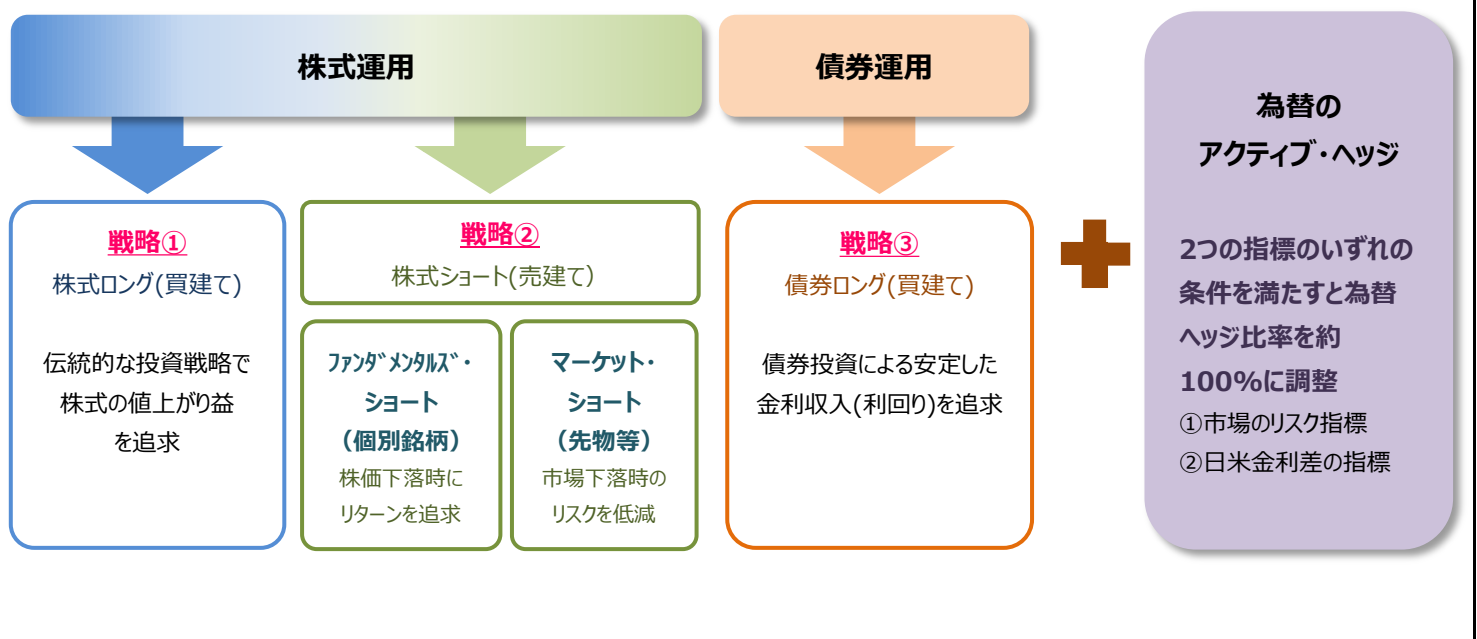 株式運用
戦略①
株式ロング(買建て)
伝統的な投資戦略で
株式の値上がり益
を追求
戦略②
株式ショート(売建て)
ファンダメンタルズ・
ショート
(個別銘柄)
株価下落時に
リターンを追求
マーケット・
ショート
(先物等)
市場下落時の
リスクを低減
債券運用
戦略③
債券ロング(買建て)
債券投資による安定した
金利収入(利回り)を追求
為替の
アクティブ・ヘッジ
2つの指標のいずれの
条件を満たすと為替
ヘッジ比率を約
100%に調整
①市場のリスク指標
②日米金利差の指標